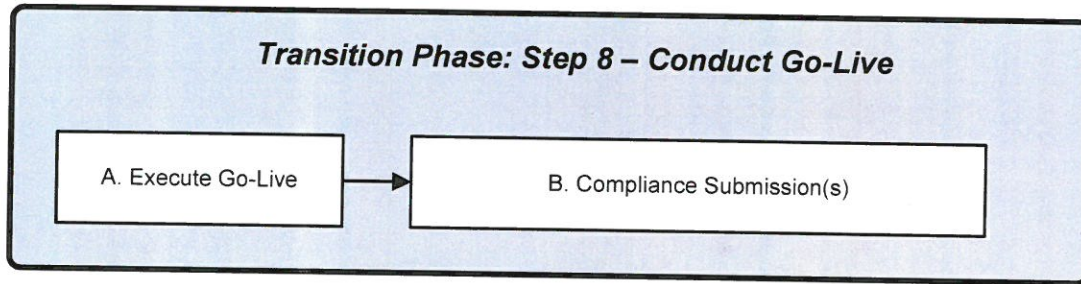 Transition Phase: Step 8 – Conduct Go-Live
A. Execute Go-Live
B. Compliance Submission(s)